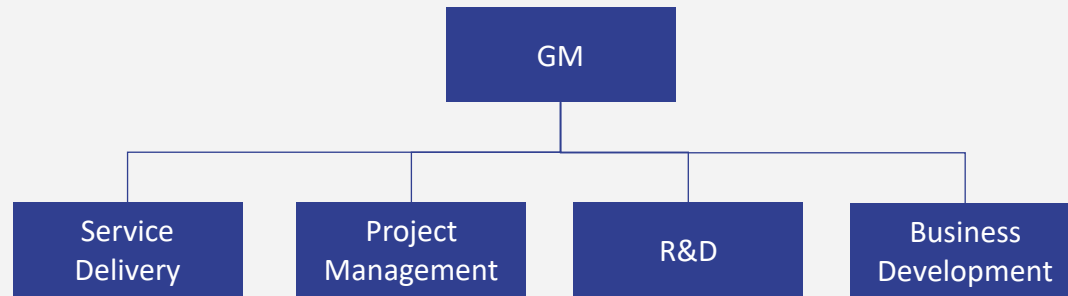 GM
Service
Delivery
Project
Management
R&D
Business
Development